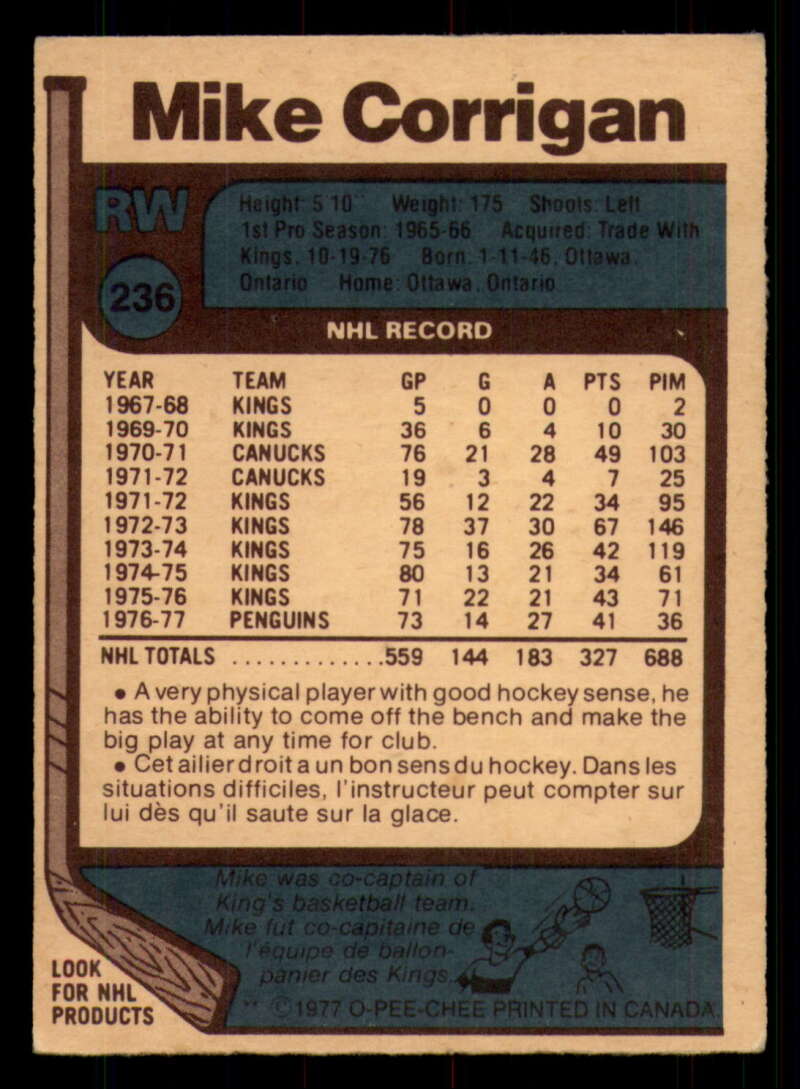 Mike Corrigan
RW
236
Height: 5'10" Weight: 175 Shoots: Left
1st Pro Season: 1965-66 Acquired: Trade With
Kings, 10-19-76 Born: 1-11-46, Ottawa,
Ontario Home: Ottawa, Ontario
NHL RECORD
YEAR TEAM GP G A PTS PIM
1967-68 KINGS 5 0 0 0 2
1969-70 KINGS 36 6 4 10 30
1970-71 CANUCKS 76 21 28 49 103
1971-72 CANUCKS 19 3 4 7 25
1971-72 KINGS 56 12 22 34 95
1972-73 KINGS 78 37 30 67 146
1973-74 KINGS 75 16 26 42 119
1974-75 KINGS 80 13 21 34 61
1975-76 KINGS 71 22 21 43 71
1976-77 PENGUINS 73 14 27 41 36
NHL TOTALS .............559 144 183 327 688
• A very physical player with good hockey sense, he
has the ability to come off the bench and make the
big play at any time for club.
• Cet ailier droit a un bon sens du hockey. Dans les
situations difficiles, l'instructeur peut compter sur
lui dès qu'il saute sur la glace.
Mike was co-captain of
King's basketball team.
Mike fut co-capitaine de
l'équipe de ballon-
panier des Kings.
LOOK
FOR NHL
PRODUCTS
** ©1977 O-PEE-CHEE PRINTED IN CANADA